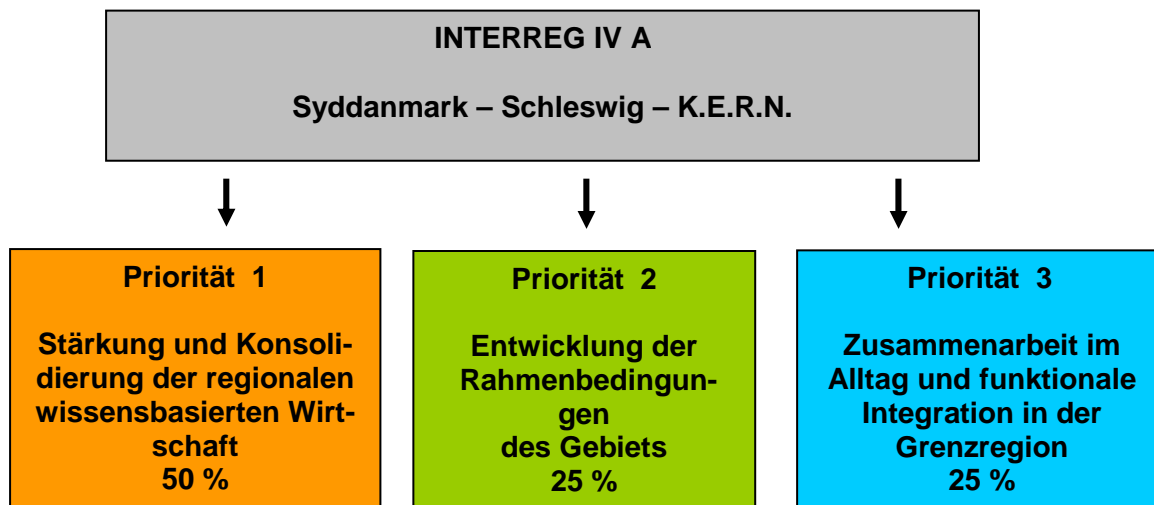 INTERREG IV A
Syddanmark – Schleswig – K.E.R.N.
Priorität 1
Stärkung und Konsoli-
dierung der regionalen
wissensbasierten Wirt-
schaft
50 %
Priorität 2
Entwicklung der
Rahmenbedingun-
gen
des Gebiets
25 %
Priorität 3
Zusammenarbeit im
Alltag und funktionale
Integration in der
Grenzregion
25 %